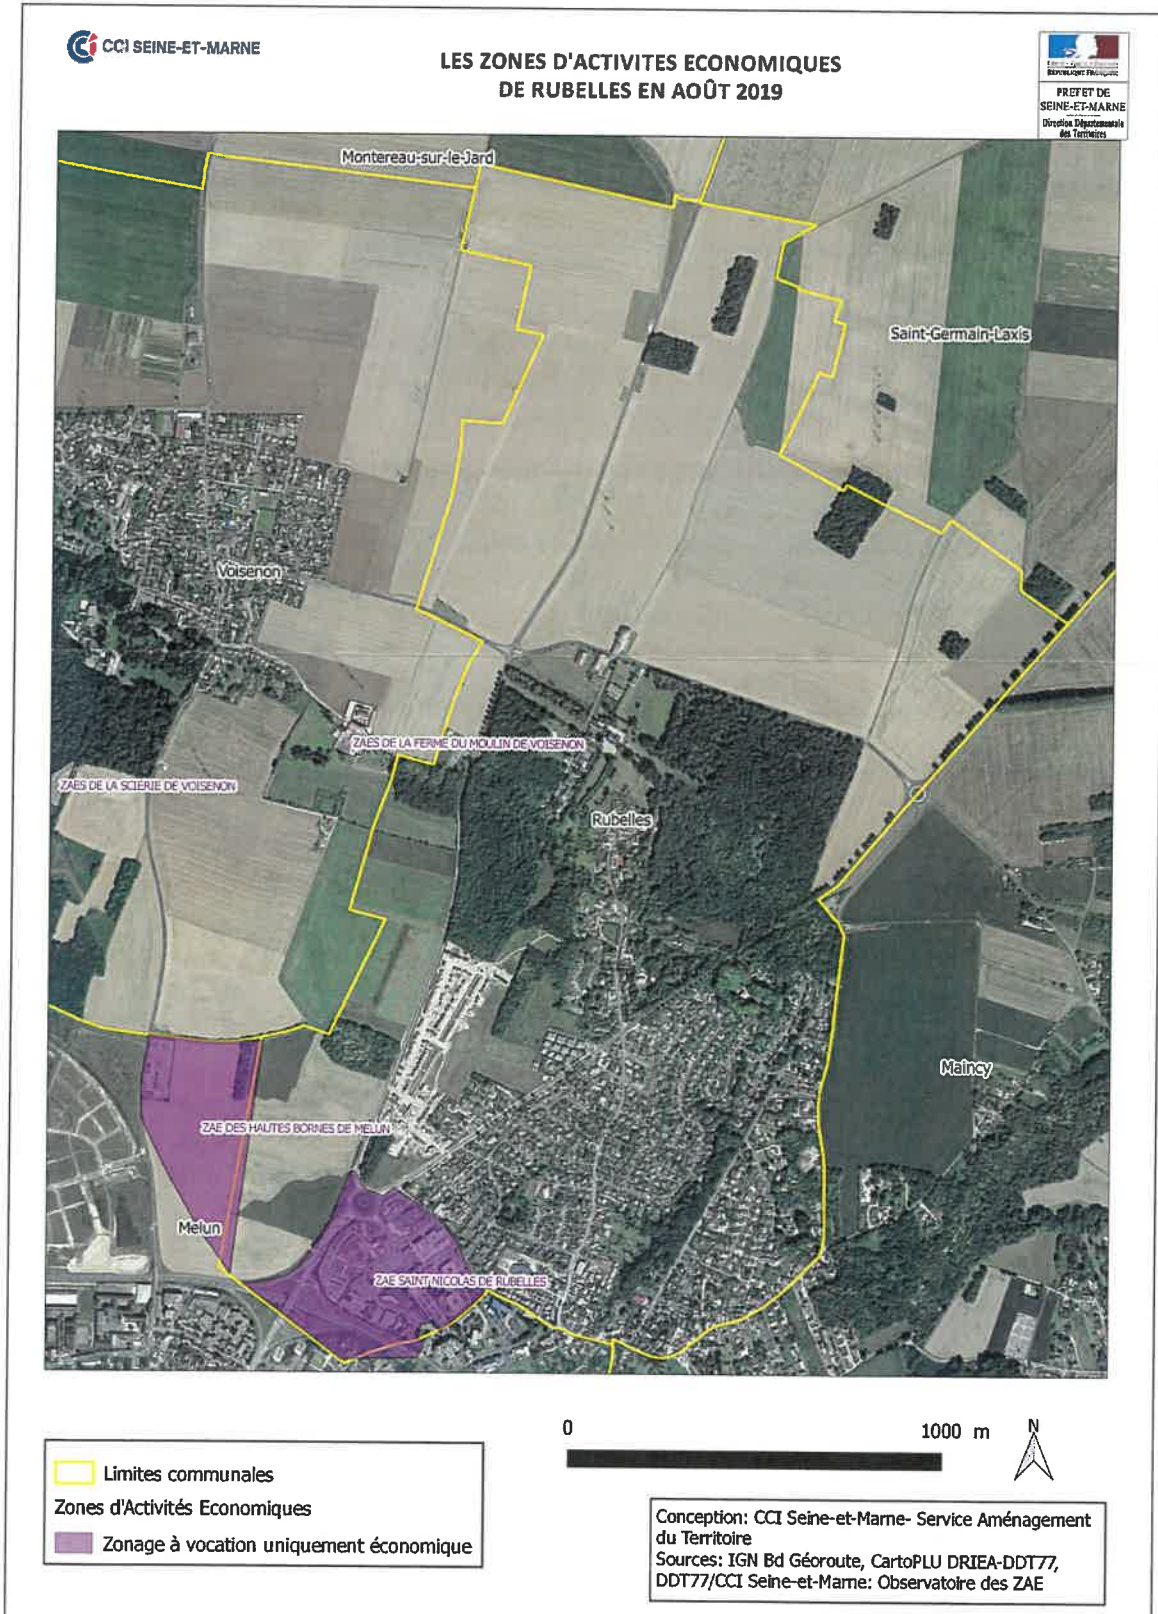 CCI SEINE-ET-MARNE
LES ZONES D'ACTIVITES ECONOMIQUES
DE RUBELLES EN AOÛT 2019
RÉPUBLIQUE FRANÇAISE
PREFET DE
SEINE-ET-MARNE
Direction Départementale
des Territoires
Montereau-sur-le-Jard
Saint-Germain-Laxis
Voisenon
ZAES DE LA FERME DU MOULIN DE VOISENON
ZAES DE LA SCIERIE DE VOISENON
Rubelles
Maincy
ZAE DES HAUTES BORNES DE MELUN
Melun
ZAE SAINT NICOLAS DE RUBELLES
0
1000 m
N
Limites communales
Zones d'Activités Economiques
Zonage à vocation uniquement économique
Conception: CCI Seine-et-Marne- Service Aménagement
du Territoire
Sources: IGN Bd Géoroute, CartoPLU DRIEA-DDT77,
DDT77/CCI Seine-et-Marne: Observatoire des ZAE